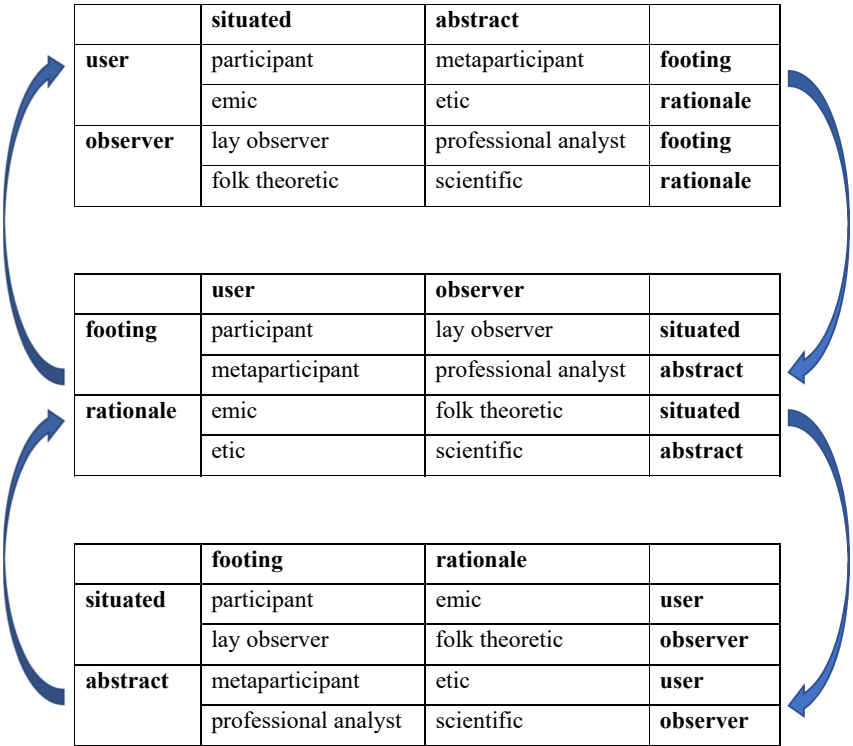 situated abstract
user participant metaparticipant footing
emic etic rationale
observer lay observer professional analyst footing
folk theoretic scientific rationale
user observer
footing participant lay observer situated
metaparticipant professional analyst abstract
rationale emic folk theoretic situated
etic scientific abstract
footing rationale
situated participant emic user
lay observer folk theoretic observer
abstract metaparticipant etic user
professional analyst scientific observer